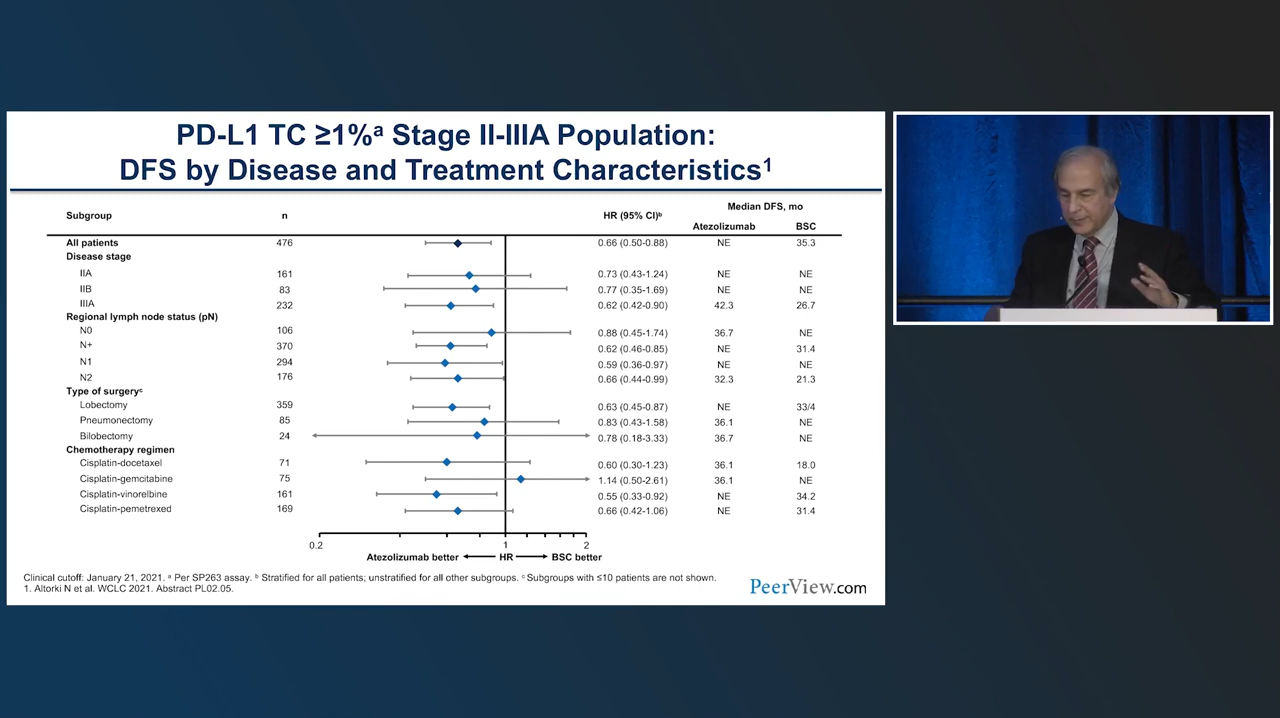 PD-L1 TC ≥1%ᵃ Stage II-IIIA Population:
DFS by Disease and Treatment Characteristics¹
Median DFS, mo
Subgroup n HR (95% CI)ᵇ
Atezolizumab BSC
All patients 476 0.66 (0.50-0.88) NE 35.3
Disease stage
IIA 161 0.73 (0.43-1.24) NE NE
IIB 83 0.77 (0.35-1.69) NE NE
IIIA 232 0.62 (0.42-0.90) 42.3 26.7
Regional lymph node status (pN)
N0 106 0.88 (0.45-1.74) 36.7 NE
N+ 370 0.62 (0.46-0.85) NE 31.4
N1 294 0.59 (0.36-0.97) NE NE
N2 176 0.66 (0.44-0.99) 32.3 21.3
Type of surgeryᶜ
Lobectomy 359 0.63 (0.45-0.87) NE 33/4
Pneumonectomy 85 0.83 (0.43-1.58) 36.1 NE
Bilobectomy 24 0.78 (0.18-3.33) 36.7 NE
Chemotherapy regimen
Cisplatin-docetaxel 71 0.60 (0.30-1.23) 36.1 18.0
Cisplatin-gemcitabine 75 1.14 (0.50-2.61) 36.1 NE
Cisplatin-vinorelbine 161 0.55 (0.33-0.92) NE 34.2
Cisplatin-pemetrexed 169 0.66 (0.42-1.06) NE 31.4
0.2 1 2
Atezolizumab better HR BSC better
Clinical cutoff: January 21, 2021. ᵃ Per SP263 assay. ᵇ Stratified for all patients; unstratified for all other subgroups. ᶜ Subgroups with ≤10 patients are not shown.
1. Altorki N et al. WCLC 2021. Abstract PL02.05.
PeerView.com